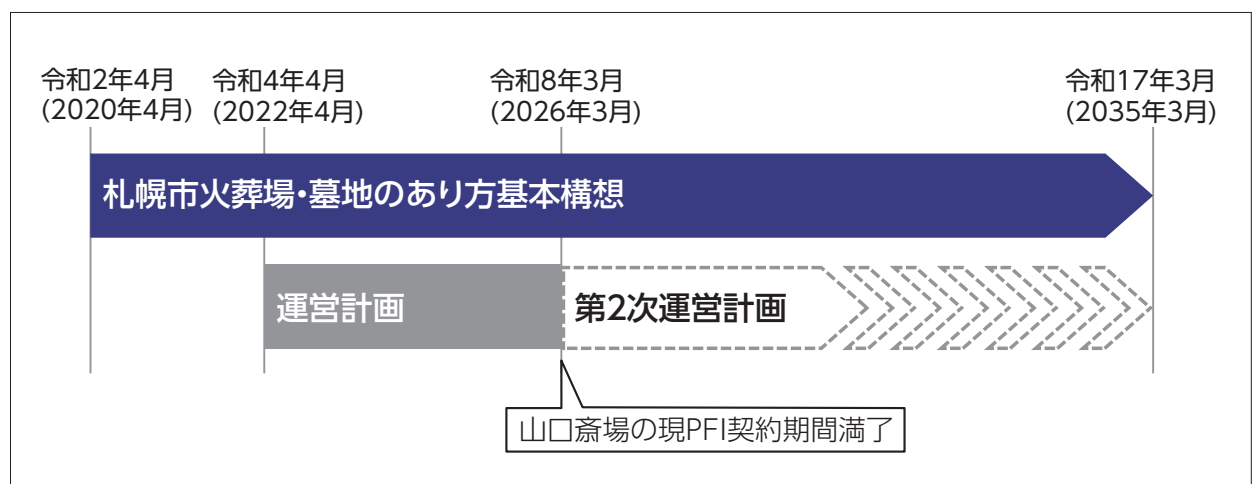 令和2年4月
(2020年4月)
令和4年4月
(2022年4月)
令和8年3月
(2026年3月)
令和17年3月
(2035年3月)
札幌市火葬場・墓地のあり方基本構想
運営計画
第2次運営計画
山口斎場の現PFI契約期間満了